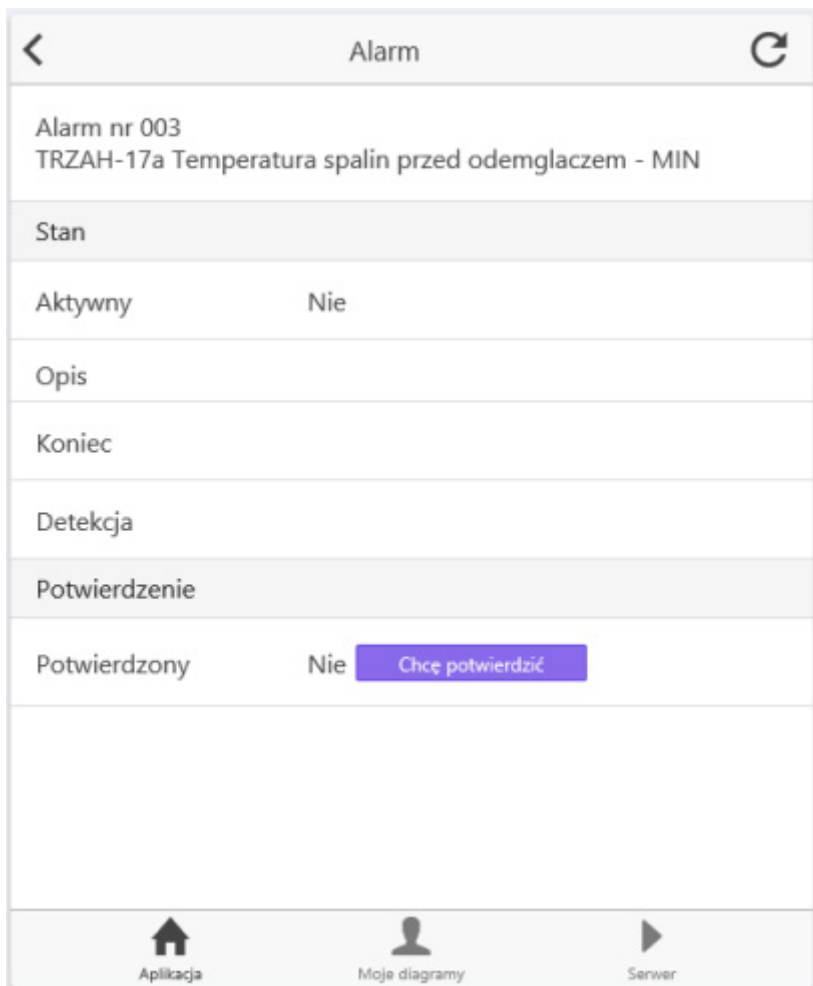 Alarm
Alarm nr 003
TRZAH-17a Temperatura spalin przed odemglaczem - MIN
Stan
Aktywny Nie
Opis
Koniec
Detekcja
Potwierdzenie
Potwierdzony Nie Chcę potwierdzić
Aplikacja Moje diagramy Serwer